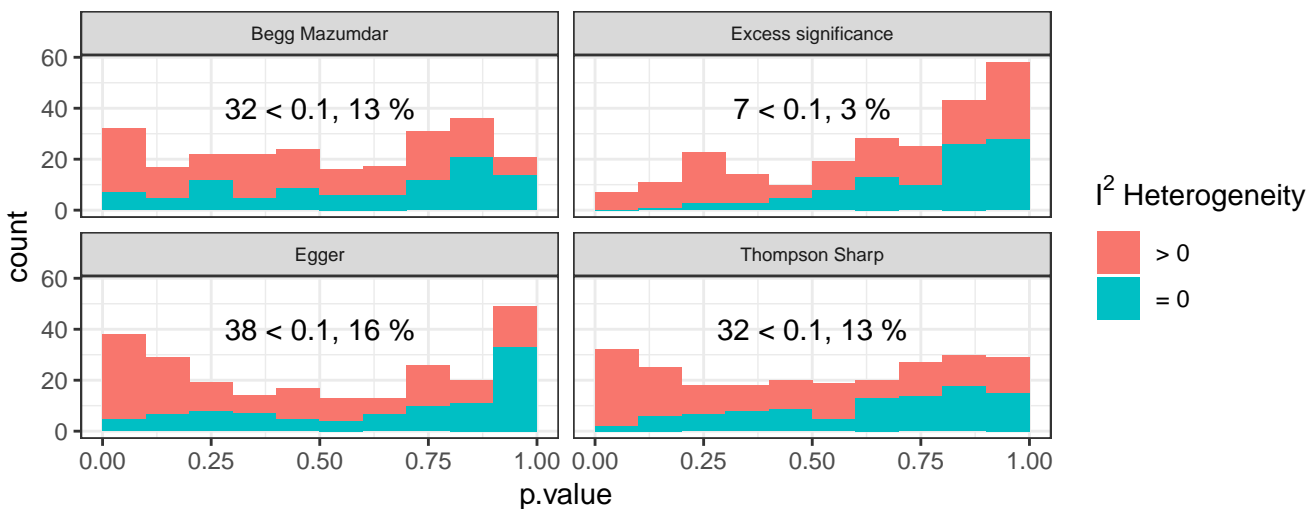 Begg Mazumdar
Excess significance
60
40
20
0
32 < 0.1, 13 %
7 < 0.1, 3 %
count
Egger
Thompson Sharp
60
40
20
0
38 < 0.1, 16 %
32 < 0.1, 13 %
0.00 0.25 0.50 0.75 1.00
0.00 0.25 0.50 0.75 1.00
p.value
I² Heterogeneity
> 0
= 0